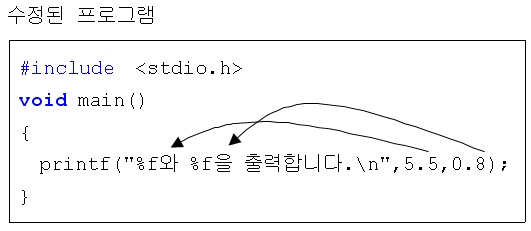 수정된 프로그램
#include <stdio.h>
void main()
{
printf("%f와 %f을 출력합니다.\n",5.5,0.8);
}